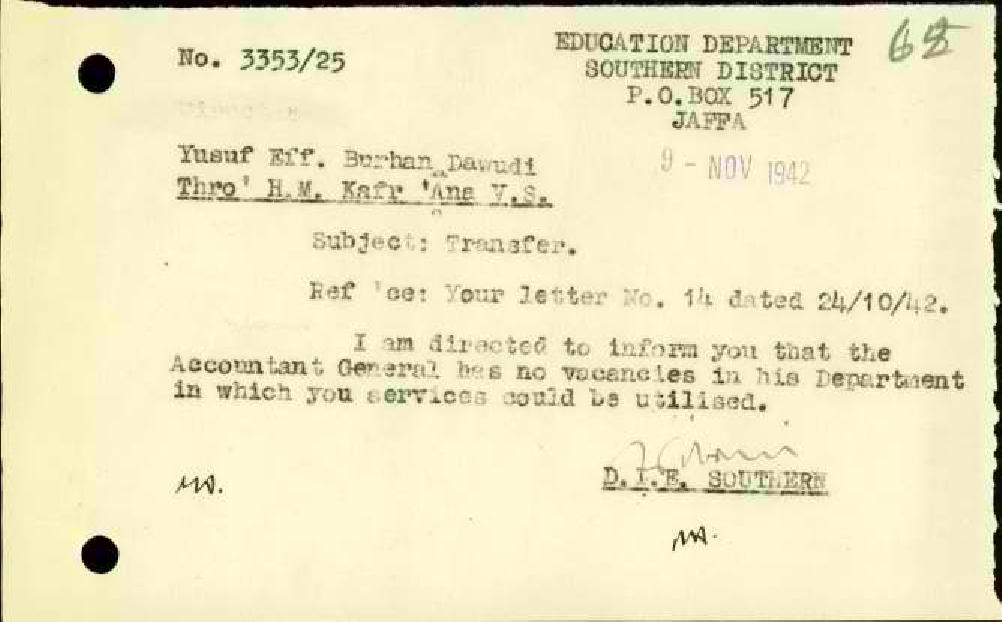 No. 3353/25
EDUCATION DEPARTMENT
SOUTHERN DISTRICT
P.O.BOX 517
JAFFA
9 - NOV 1942
Yusuf Eff. Burhan Dawudi
Thro' H.M. Kafr 'Ana V.S.
Subject: Transfer.
Ref 'ce: Your letter No. 14 dated 24/10/42.
I am directed to inform you that the
Accountant General has no vacancies in his Department
in which you services could be utilised.
D.I.E. SOUTHERN